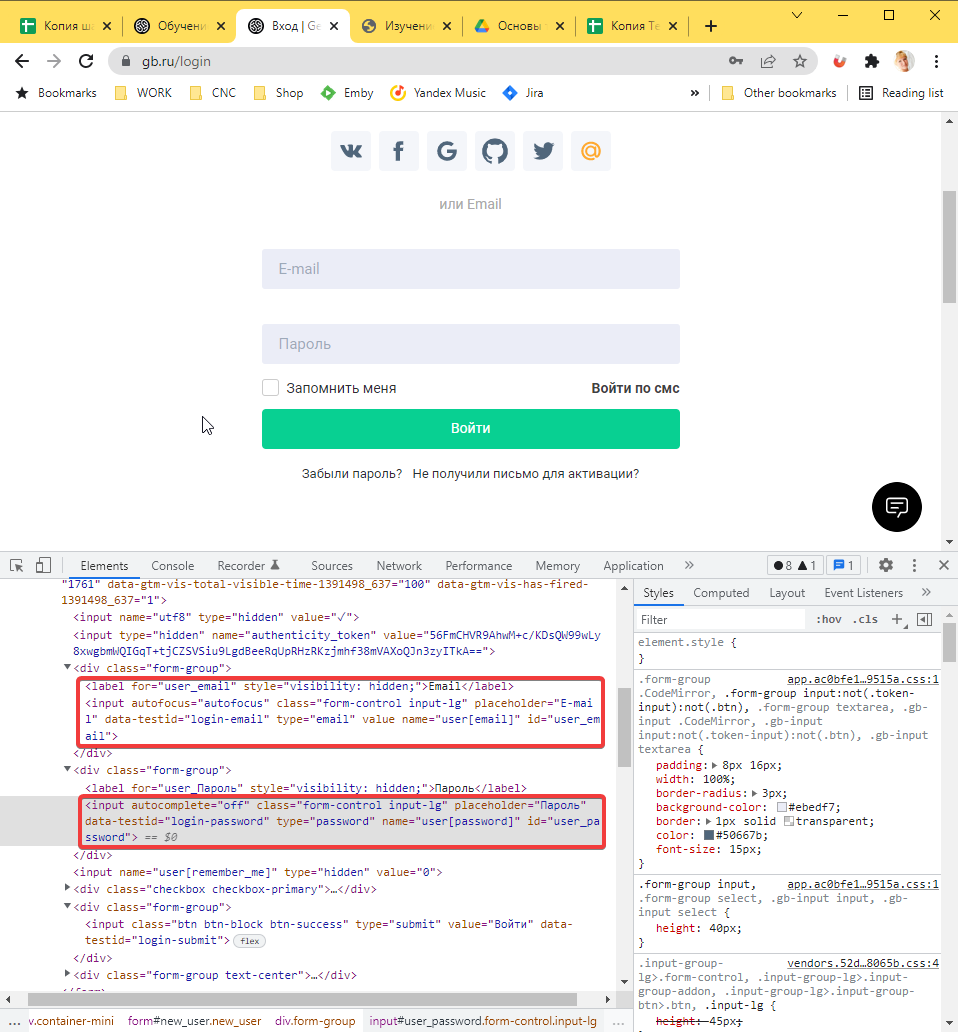 Копия ша
Обучени
Вход | Ge
Изучени
Основы т
Копия Те
gb.ru/login
Bookmarks WORK CNC Shop Emby Yandex Music Jira » Other bookmarks Reading list
или Email
E-mail
Пароль
Запомнить меня Войти по смс
Войти
Забыли пароль? Не получили письмо для активации?
Elements Console Recorder Sources Network Performance Memory Application » 8 1 1
"1761" data-gtm-vis-total-visible-time-1391498_637="100" data-gtm-vis-has-fired-
1391498_637="1">
<input name="utf8" type="hidden" value="✓">
<input type="hidden" name="authenticity_token" value="56FmCHVR9AhwM+c/KDsQW99wLy
8xwgbmWQIGqT+tjCZSVSiu9LgdBeeRqUpRHzRKzjmhf38mVAXoQJn3zyITkA==">
<div class="form-group">
<label for="user_email" style="visibility: hidden;">Email</label>
<input autofocus="autofocus" class="form-control input-lg" placeholder="E-mai
l" data-testid="login-email" type="email" value name="user[email]" id="user_em
ail">
</div>
<div class="form-group">
<label for="user_Пароль" style="visibility: hidden;">Пароль</label>
<input autocomplete="off" class="form-control input-lg" placeholder="Пароль"
data-testid="login-password" type="password" name="user[password]" id="user_pa
ssword"> == $0
</div>
<input name="user[remember_me]" type="hidden" value="0">
<div class="checkbox checkbox-primary">…</div>
<div class="form-group">
<input class="btn btn-block btn-success" type="submit" value="Войти" data-
testid="login-submit"> flex
</div>
<div class="form-group text-center">…</div>
</form>
… v.container-mini form#new_user.new_user div.form-group input#user_password.form-control.input-lg …
Styles Computed Layout Event Listeners »
Filter :hov .cls +
element.style {
}
.form-group app.ac0bfe1…9515a.css:1
.CodeMirror, .form-group input:not(.token-
input):not(.btn), .form-group textarea, .gb-
input .CodeMirror, .gb-input
input:not(.token-input):not(.btn), .gb-input
textarea {
padding: 8px 16px;
width: 100%;
border-radius: 3px;
background-color: #ebedf7;
border: 1px solid transparent;
color: #50667b;
font-size: 15px;
}
.form-group input, app.ac0bfe1…9515a.css:1
.form-group select, .gb-input input, .gb-
input select {
height: 40px;
}
.input-group- vendors.52d…8065b.css:4
lg>.form-control, .input-group-lg>.input-
group-addon, .input-group-lg>.input-group-
btn>.btn, .input-lg {
height: 45px;